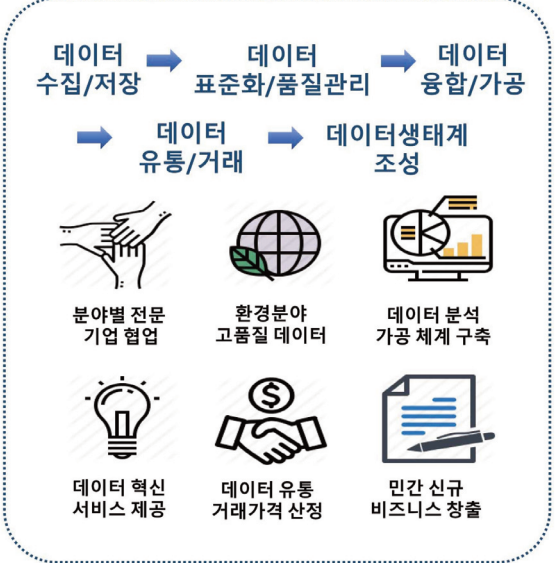 데이터
수집/저장
데이터
표준화/품질관리
데이터
융합/가공
데이터
유통/거래
데이터생태계
조성
분야별 전문
기업 협업
환경분야
고품질 데이터
데이터 분석
가공 체계 구축
데이터 혁신
서비스 제공
$
데이터 유통
거래가격 산정
민간 신규
비즈니스 창출